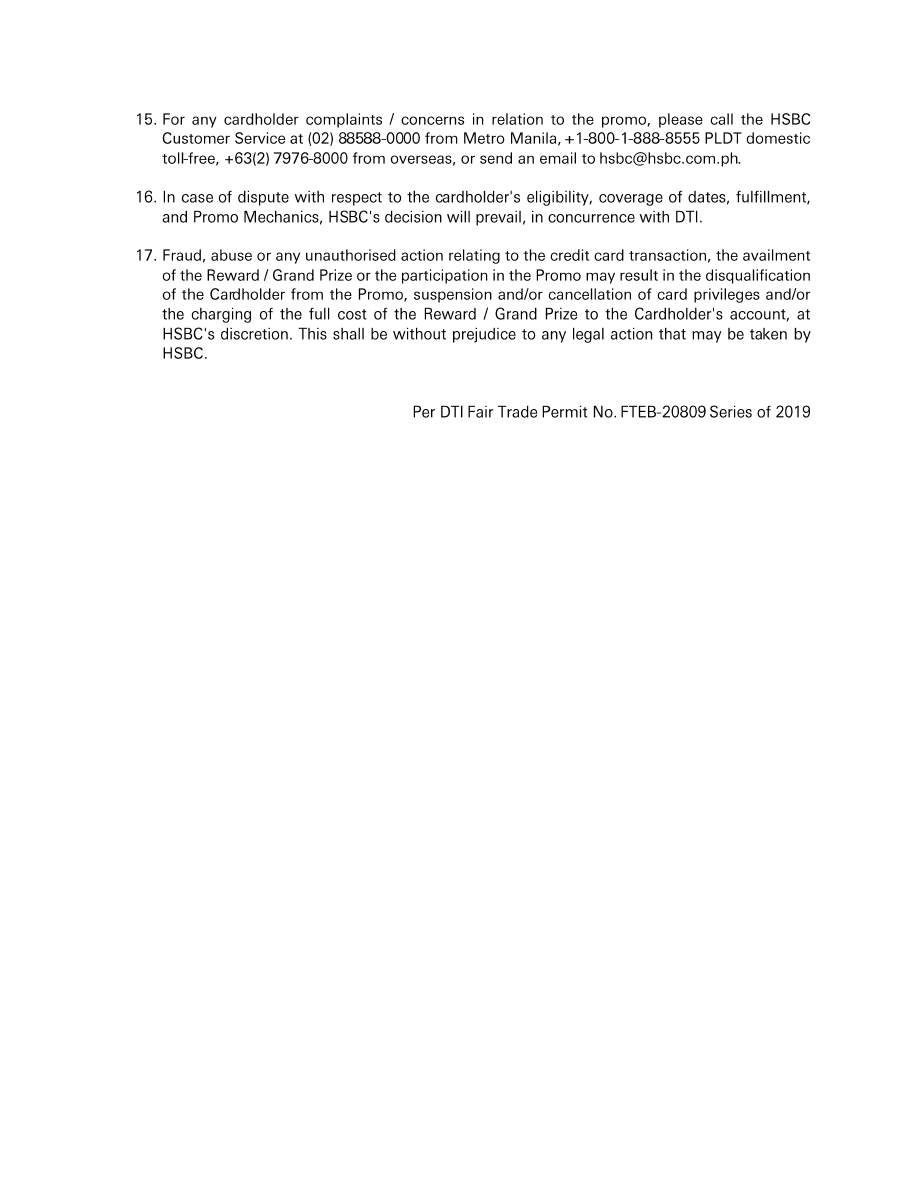 15. For any cardholder complaints / concerns in relation to the promo, please call the HSBC
Customer Service at (02) 88588-0000 from Metro Manila, +1-800-1-888-8555 PLDT domestic
toll-free, +63(2) 7976-8000 from overseas, or send an email to hsbc@hsbc.com.ph.
16. In case of dispute with respect to the cardholder's eligibility, coverage of dates, fulfillment,
and Promo Mechanics, HSBC's decision will prevail, in concurrence with DTI.
17. Fraud, abuse or any unauthorised action relating to the credit card transaction, the availment
of the Reward / Grand Prize or the participation in the Promo may result in the disqualification
of the Cardholder from the Promo, suspension and/or cancellation of card privileges and/or
the charging of the full cost of the Reward / Grand Prize to the Cardholder's account, at
HSBC's discretion. This shall be without prejudice to any legal action that may be taken by
HSBC.
Per DTI Fair Trade Permit No. FTEB-20809 Series of 2019